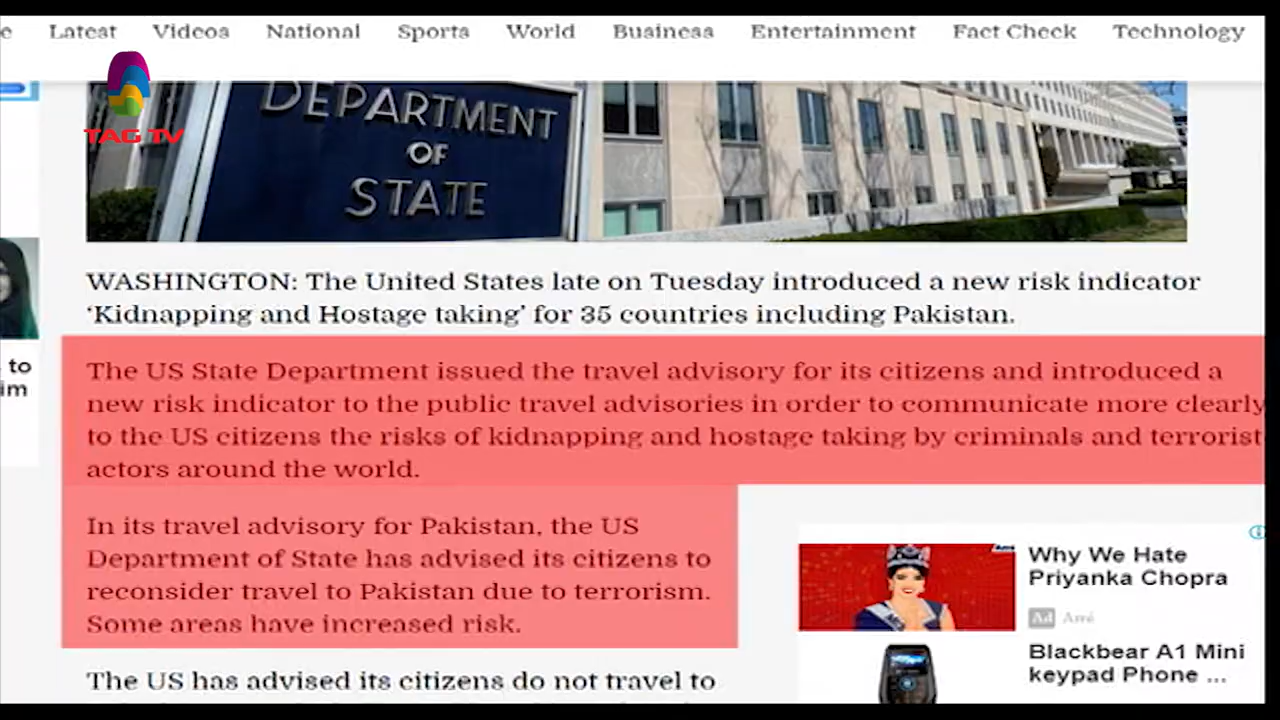 Latest Videos National Sports World Business Entertainment Fact Check Technology
TAG TV
DEPARTMENT
OF
STATE
WASHINGTON: The United States late on Tuesday introduced a new risk indicator
‘Kidnapping and Hostage taking’ for 35 countries including Pakistan.
The US State Department issued the travel advisory for its citizens and introduced a
new risk indicator to the public travel advisories in order to communicate more clearly
to the US citizens the risks of kidnapping and hostage taking by criminals and terrorist
actors around the world.
to
In its travel advisory for Pakistan, the US
Department of State has advised its citizens to
reconsider travel to Pakistan due to terrorism.
Some areas have increased risk.
The US has advised its citizens do not travel to
Why We Hate
Priyanka Chopra
Ad
Blackbear A1 Mini
keypad Phone ...